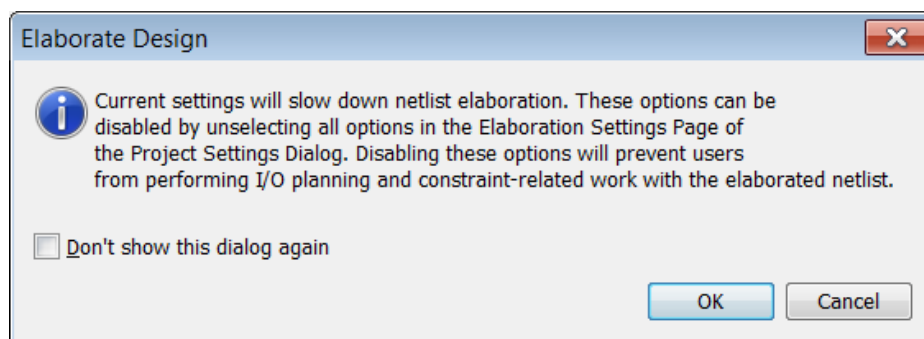 Elaborate Design
Current settings will slow down netlist elaboration. These options can be
disabled by unselecting all options in the Elaboration Settings Page of
the Project Settings Dialog. Disabling these options will prevent users
from performing I/O planning and constraint-related work with the elaborated netlist.
Don't show this dialog again
OK Cancel